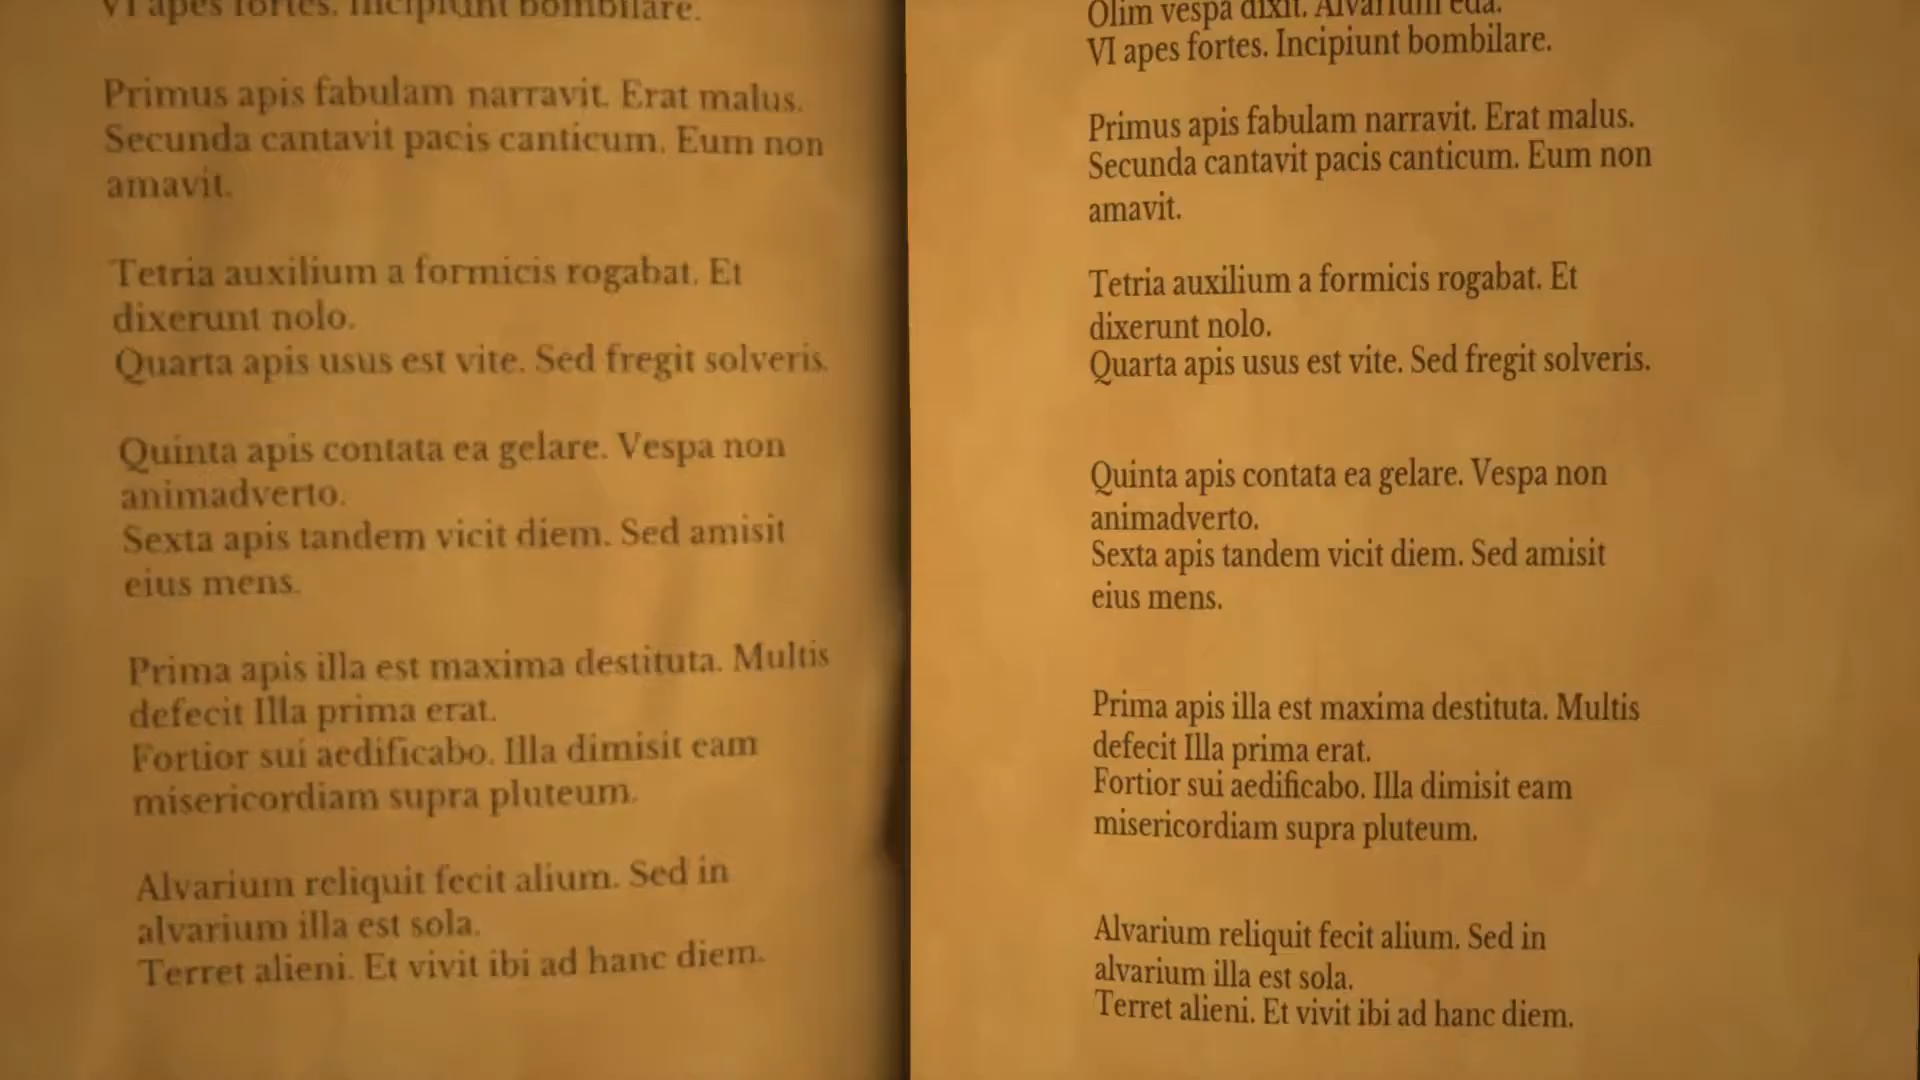 VI apes fortes. Incipiunt bombilare.
Primus apis fabulam narravit. Erat malus.
Secunda cantavit pacis canticum. Eum non
amavit.
Tetria auxilium a formicis rogabat. Et
dixerunt nolo.
Quarta apis usus est vite. Sed fregit solveris.
Quinta apis contata ea gelare. Vespa non
animadverto.
Sexta apis tandem vicit diem. Sed amisit
eius mens.
Prima apis illa est maxima destituta. Multis
defecit Illa prima erat.
Fortior sui aedificabo. Illa dimisit eam
misericordiam supra pluteum.
Alvarium reliquit fecit alium. Sed in
alvarium illa est sola.
Terret alieni. Et vivit ibi ad hanc diem.
Olim vespa dixit. Alvarium eda.
VI apes fortes. Incipiunt bombilare.
Primus apis fabulam narravit. Erat malus.
Secunda cantavit pacis canticum. Eum non
amavit.
Tetria auxilium a formicis rogabat. Et
dixerunt nolo.
Quarta apis usus est vite. Sed fregit solveris.
Quinta apis contata ea gelare. Vespa non
animadverto.
Sexta apis tandem vicit diem. Sed amisit
eius mens.
Prima apis illa est maxima destituta. Multis
defecit Illa prima erat.
Fortior sui aedificabo. Illa dimisit eam
misericordiam supra pluteum.
Alvarium reliquit fecit alium. Sed in
alvarium illa est sola.
Terret alieni. Et vivit ibi ad hanc diem.